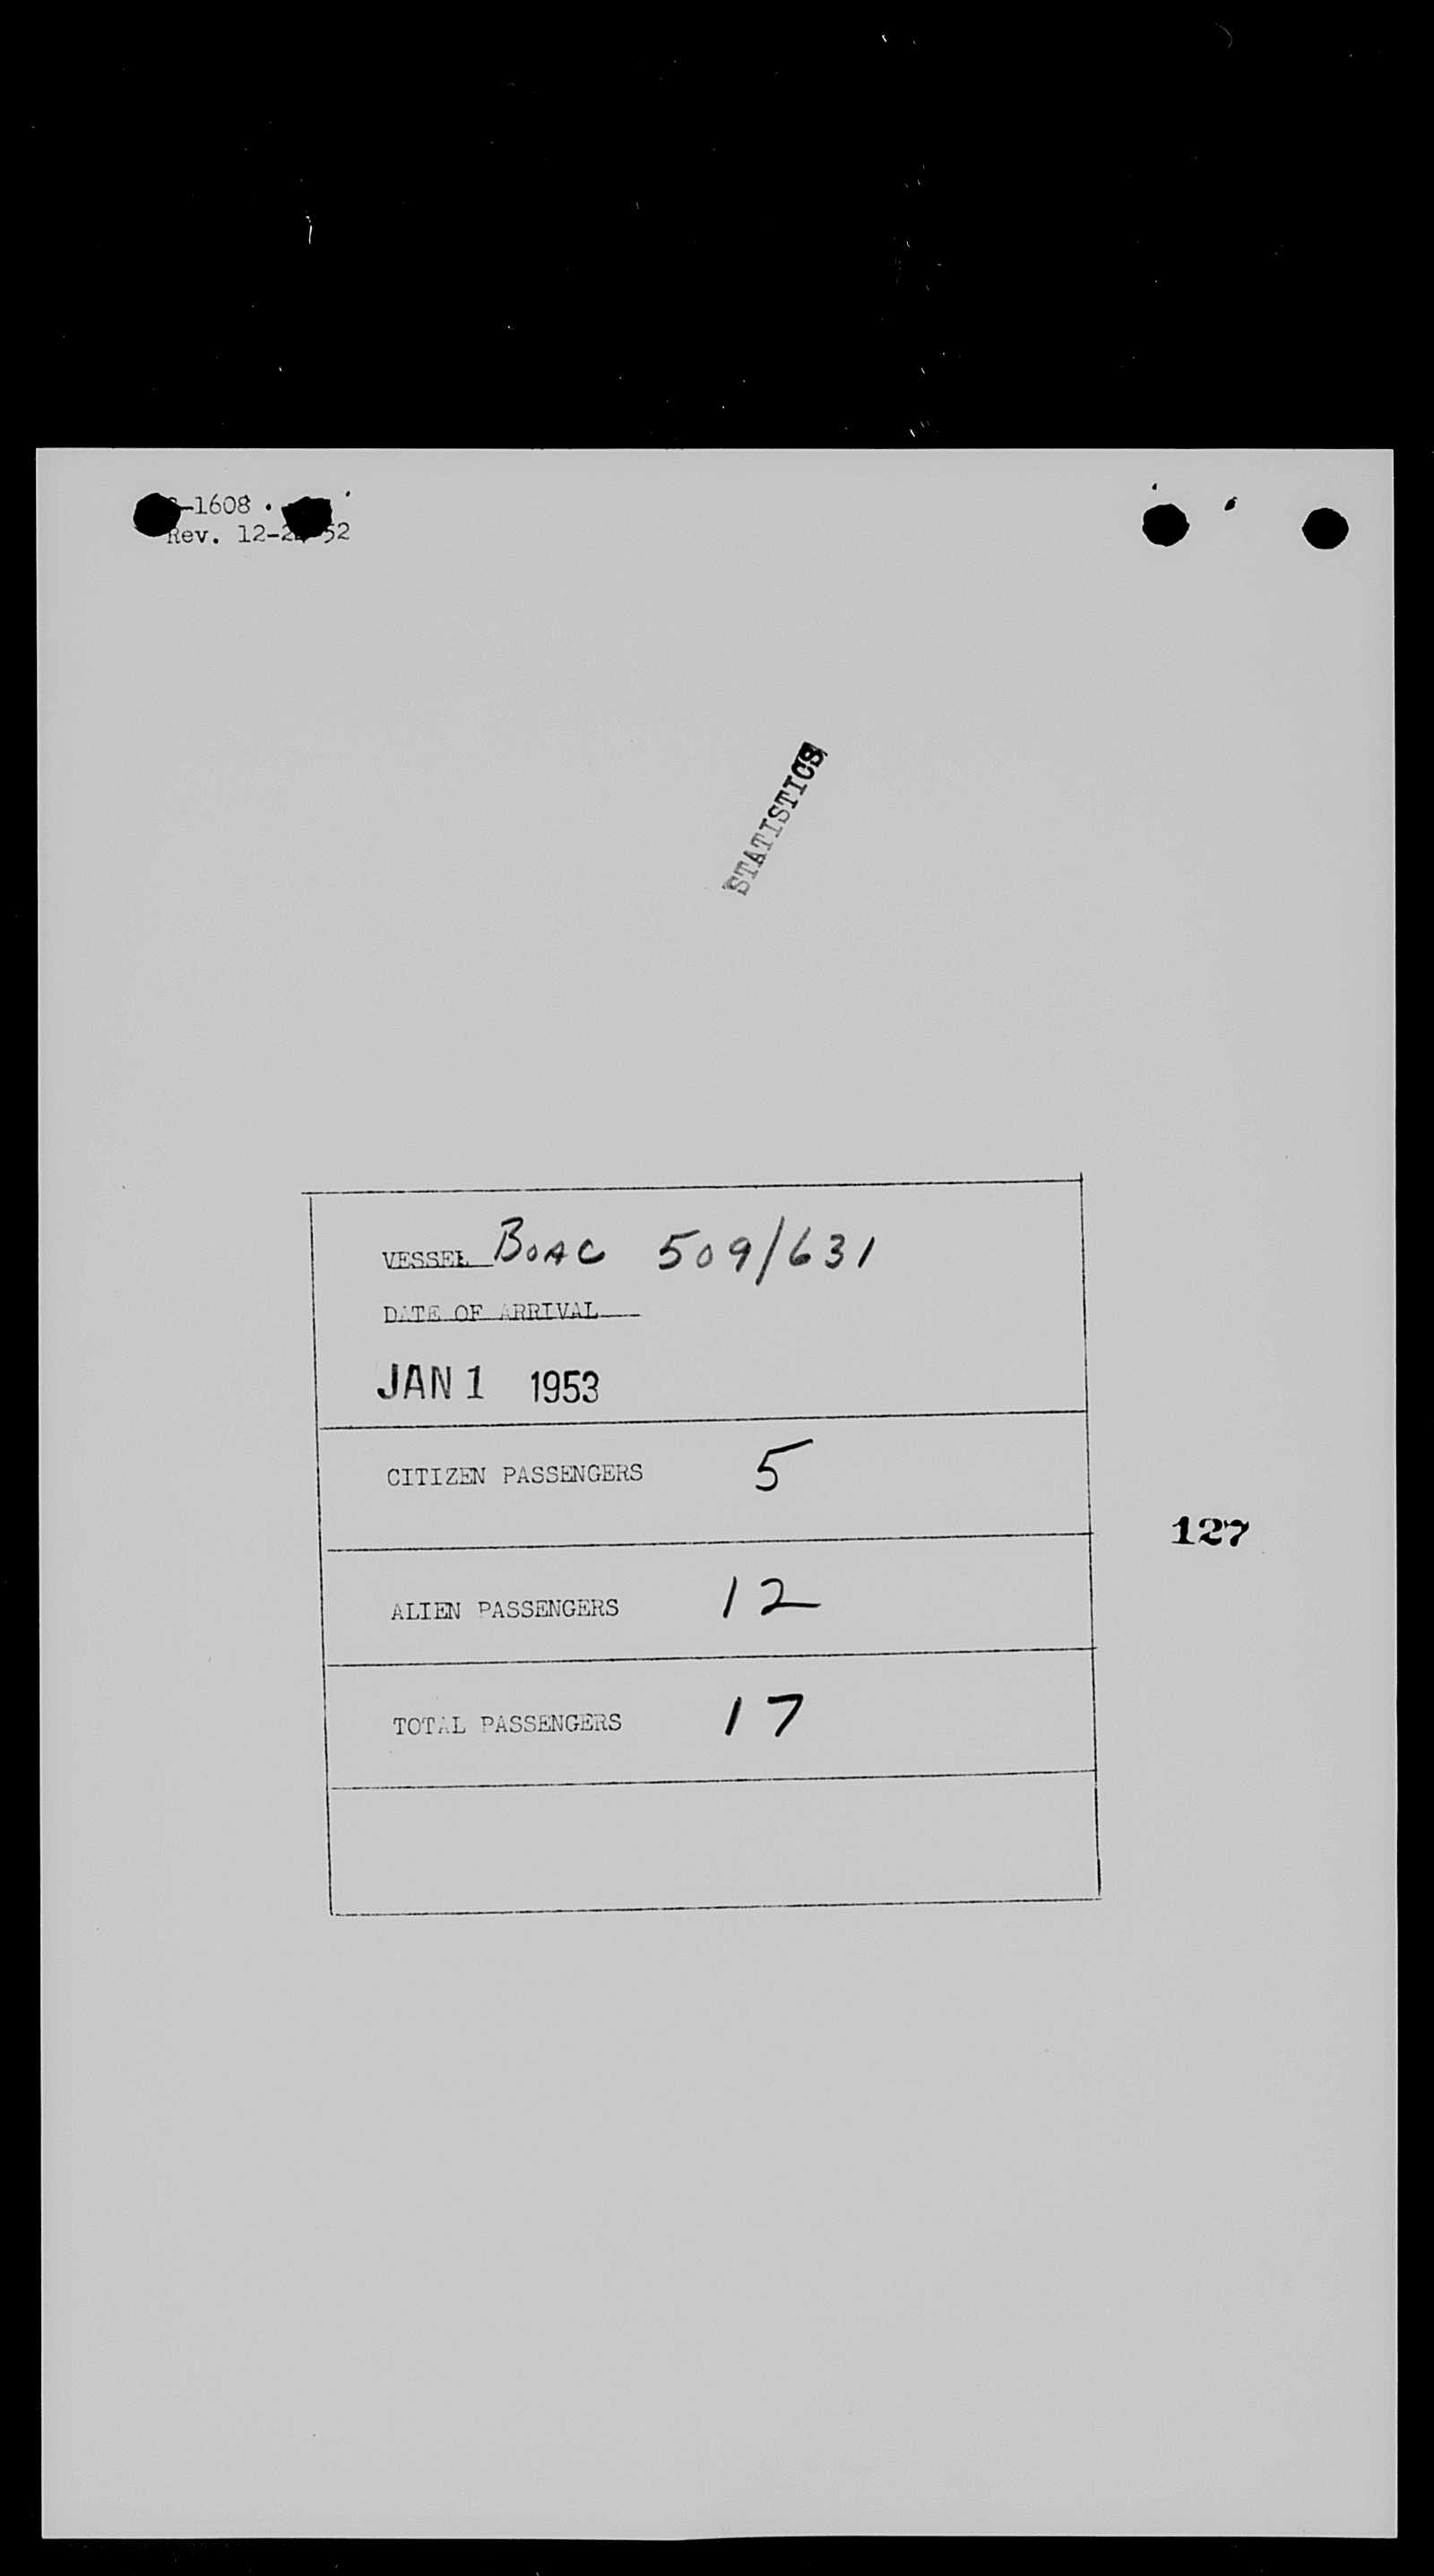 -1608
Rev. 12-2 52
STATISTICS
VESSEL BOAC 509/631
DATE OF ARRIVAL
JAN 1 1953
CITIZEN PASSENGERS 5
127
ALIEN PASSENGERS 12
TOTAL PASSENGERS 17